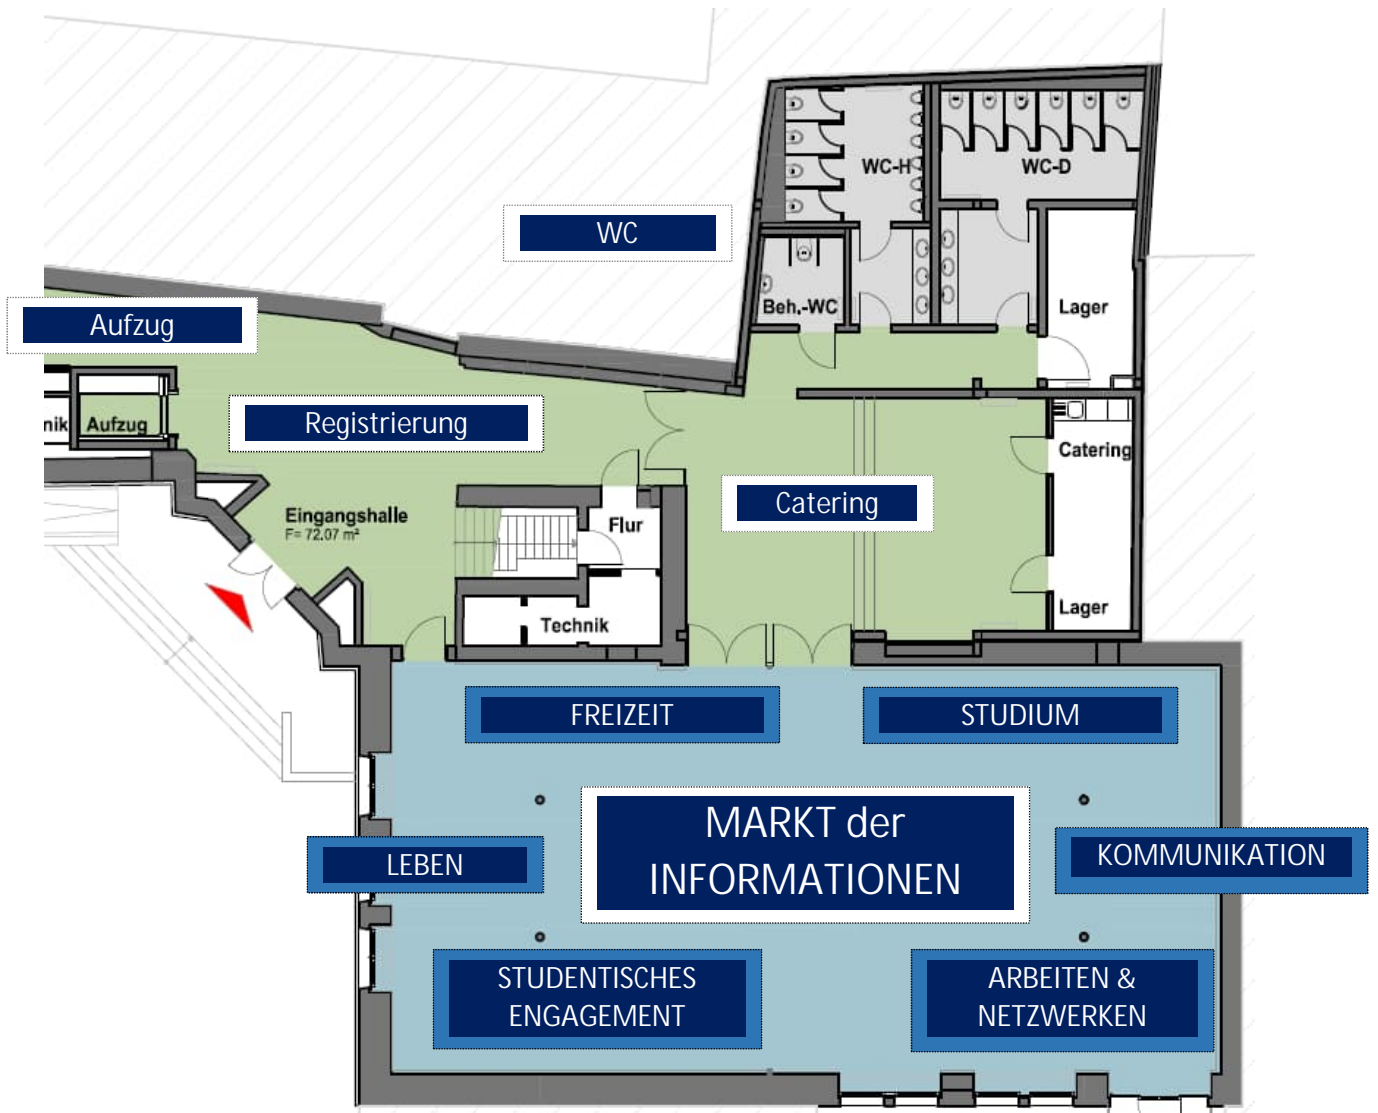 WC-H
WC-D
WC
Beh.-WC
Lager
Aufzug
nik
Aufzug
Registrierung
Catering
Catering
Eingangshalle
F= 72.07 m²
Flur
Technik
Lager
FREIZEIT
STUDIUM
MARKT der
INFORMATIONEN
LEBEN
KOMMUNIKATION
STUDENTISCHES
ENGAGEMENT
ARBEITEN &
NETZWERKEN